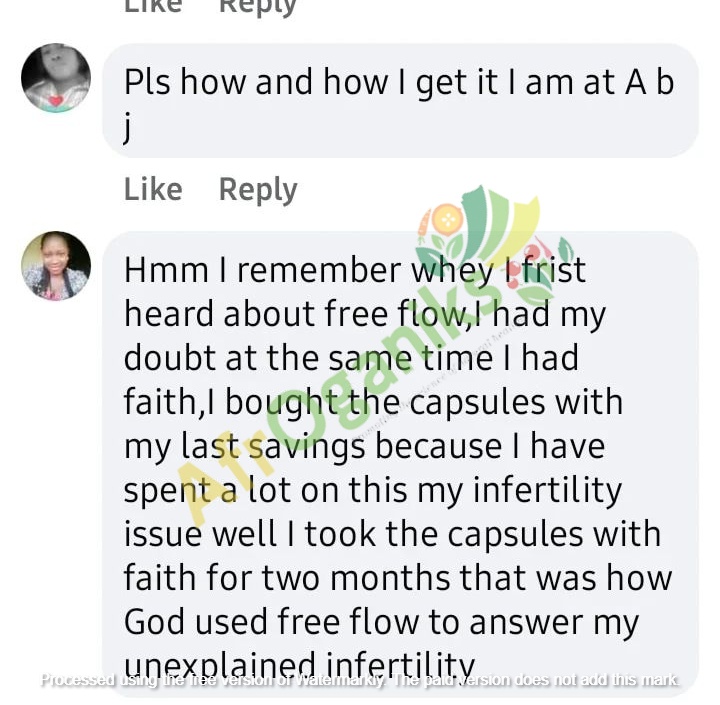 Like Reply
Pls how and how I get it I am at A b
j
Like Reply
Hmm I remember whey I frist
heard about free flow,I had my
doubt at the same time I had
faith,I bought the capsules with
my last savings because I have
spent a lot on this my infertility
issue well I took the capsules with
faith for two months that was how
God used free flow to answer my
unexplained infertility
AfrOganiks
Processed using the free version of Watermarkly. The paid version does not add this mark.